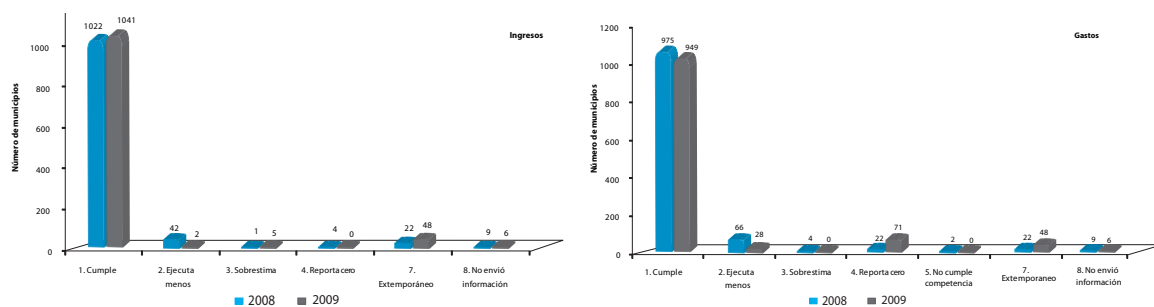 Ingresos
Número de municipios
1000
800
600
400
200
0
1022
1041
42
2
1
5
4
0
22
48
9
6
1. Cumple
2. Ejecuta
menos
3. Sobrestima
4. Reporta cero
7.
Extemporáneo
8. No envió
información
2008
2009
Gastos
Número de municipios
1200
1000
800
600
400
200
0
975
949
66
28
4
0
22
71
2
0
22
48
9
6
1. Cumple
2. Ejecuta
menos
3. Sobrestima
4. Reporta cero
5. No cumple
competencia
7.
Extemporaneo
8. No envió
información
2008
2009